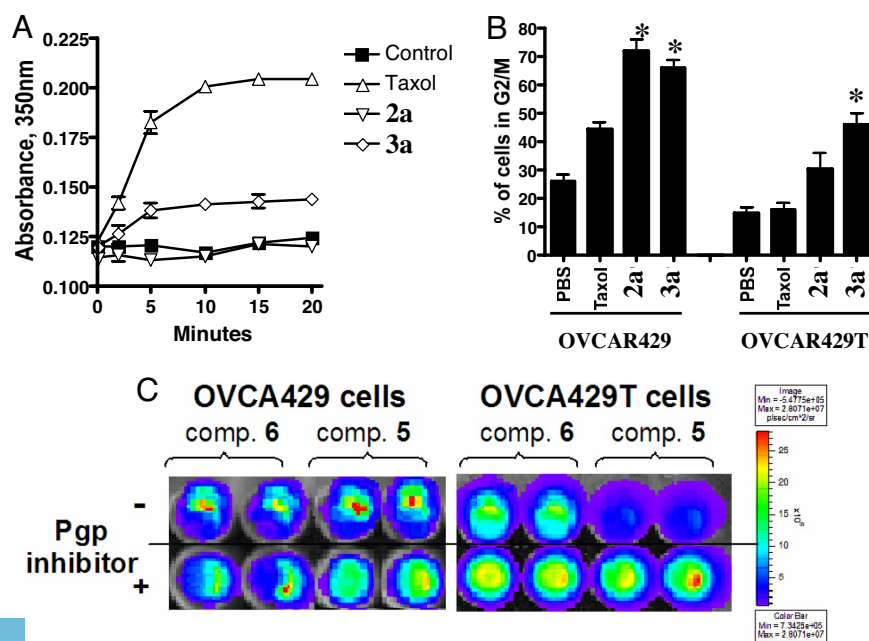 A
0.225
0.200
0.175
0.150
0.125
0.100
Absorbance, 350nm
0 5 10 15 20
Minutes
Control
Taxol
2a
3a
B
80
70
60
50
40
30
20
10
0
% of cells in G2/M
* * *
PBS Taxol 2a 3a PBS Taxol 2a 3a
OVCAR429 OVCAR429T
C
OVCA429 cells OVCA429T cells
comp. 6 comp. 5 comp. 6 comp. 5
-
Pgp
inhibitor
+
Image
Min = -5.4775e+05
Max = 2.8071e+07
p/sec/cm^2/sr
25
20
15
10
5
Color Bar
Min = 7.3425e+05
Max = 2.8071e+07